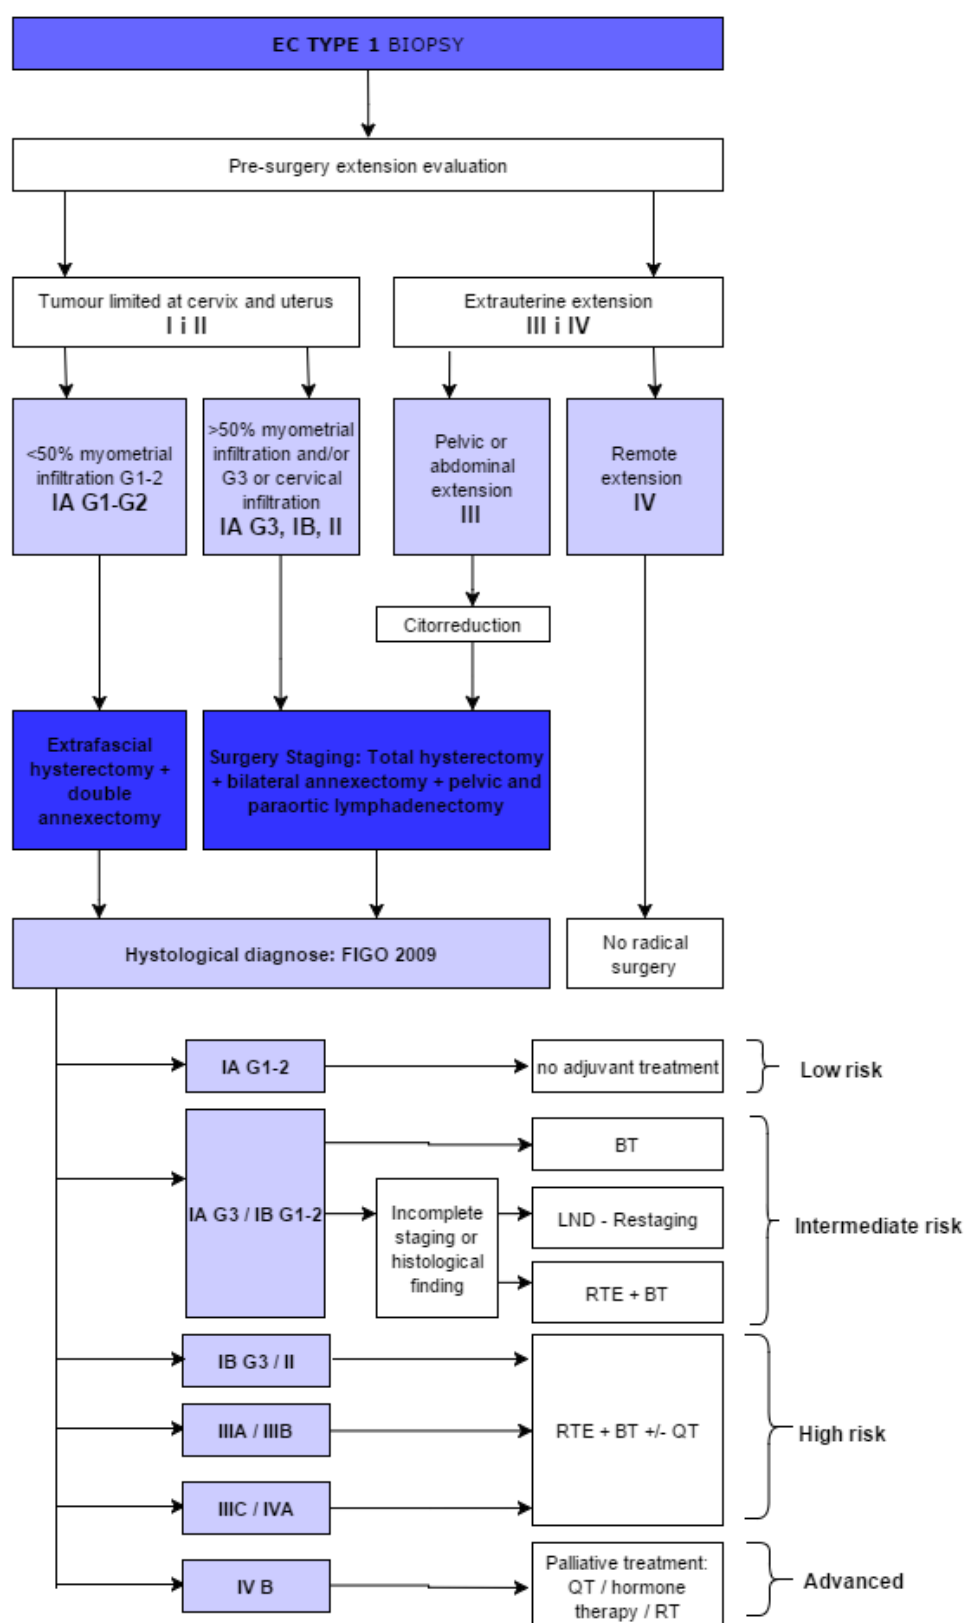 EC TYPE 1 BIOPSY
Pre-surgery extension evaluation
Tumour limited at cervix and uterus
I i II
Extrauterine extension
III i IV
<50% myometrial
infiltration G1-2
IA G1-G2
>50% myometrial
infiltration and/or
G3 or cervical
infiltration
IA G3, IB, II
Pelvic or
abdominal
extension
III
Remote
extension
IV
Citorreduction
Extrafascial
hysterectomy +
double
annexectomy
Surgery Staging: Total hysterectomy
+ bilateral annexectomy + pelvic and
paraortic lymphadenectomy
Hystological diagnose: FIGO 2009
No radical
surgery
IA G1-2
no adjuvant treatment
Low risk
IA G3 / IB G1-2
BT
Incomplete
staging or
histological
finding
LND - Restaging
RTE + BT
Intermediate risk
IB G3 / II
IIIA / IIIB
IIIC / IVA
RTE + BT +/- QT
High risk
IV B
Palliative treatment:
QT / hormone
therapy / RT
Advanced